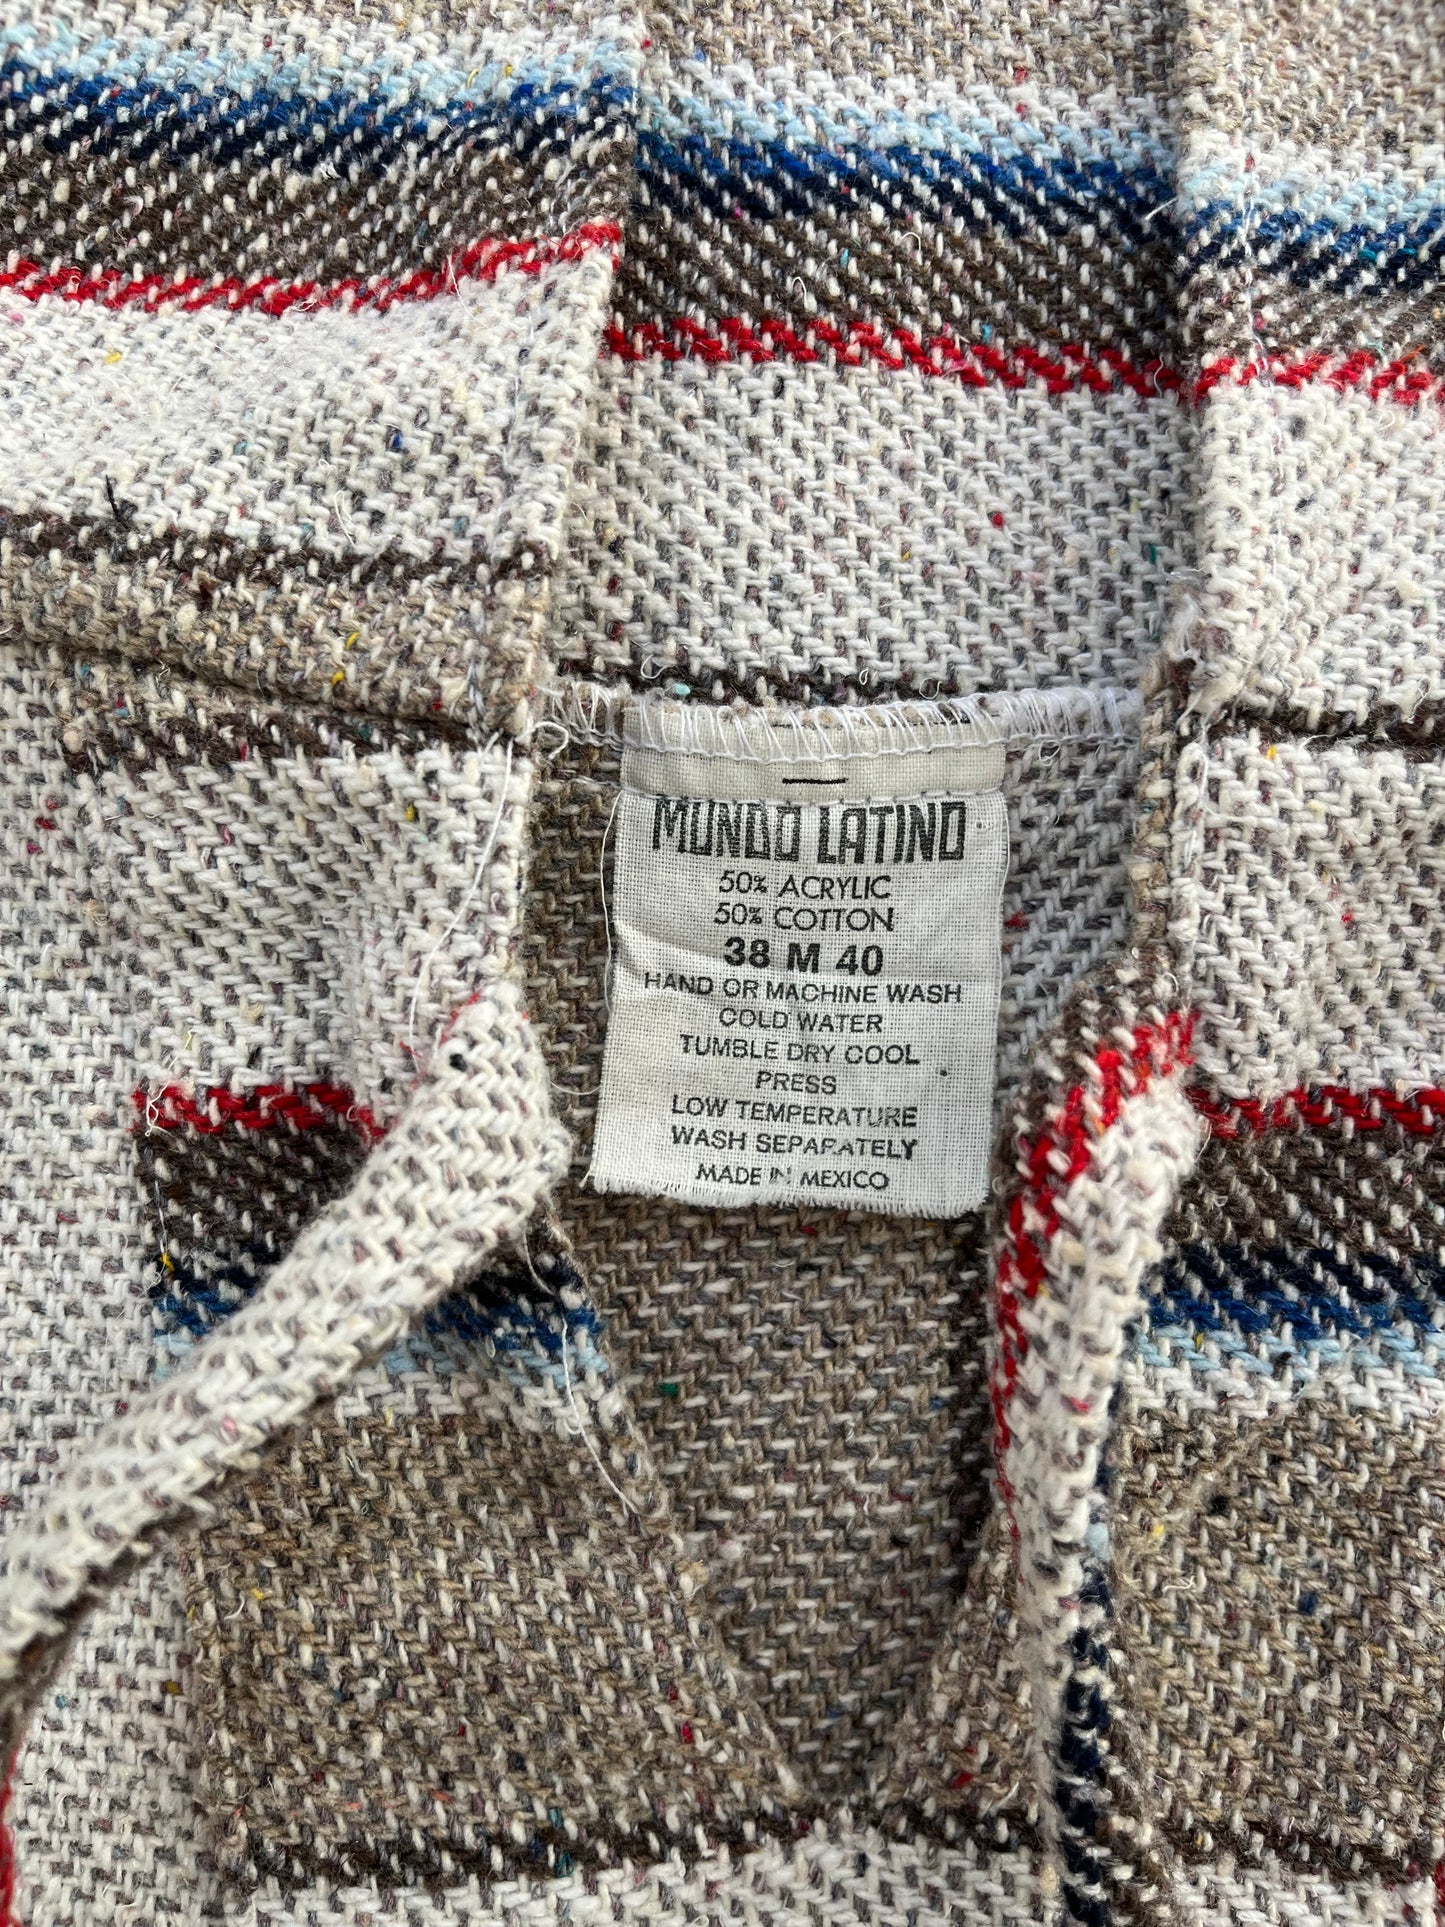 MUNDO LATINO
50% ACRYLIC
50% COTTON
38 M 40
HAND OR MACHINE WASH
COLD WATER
TUMBLE DRY COOL
PRESS
LOW TEMPERATURE
WASH SEPARATELY
MADE IN MEXICO